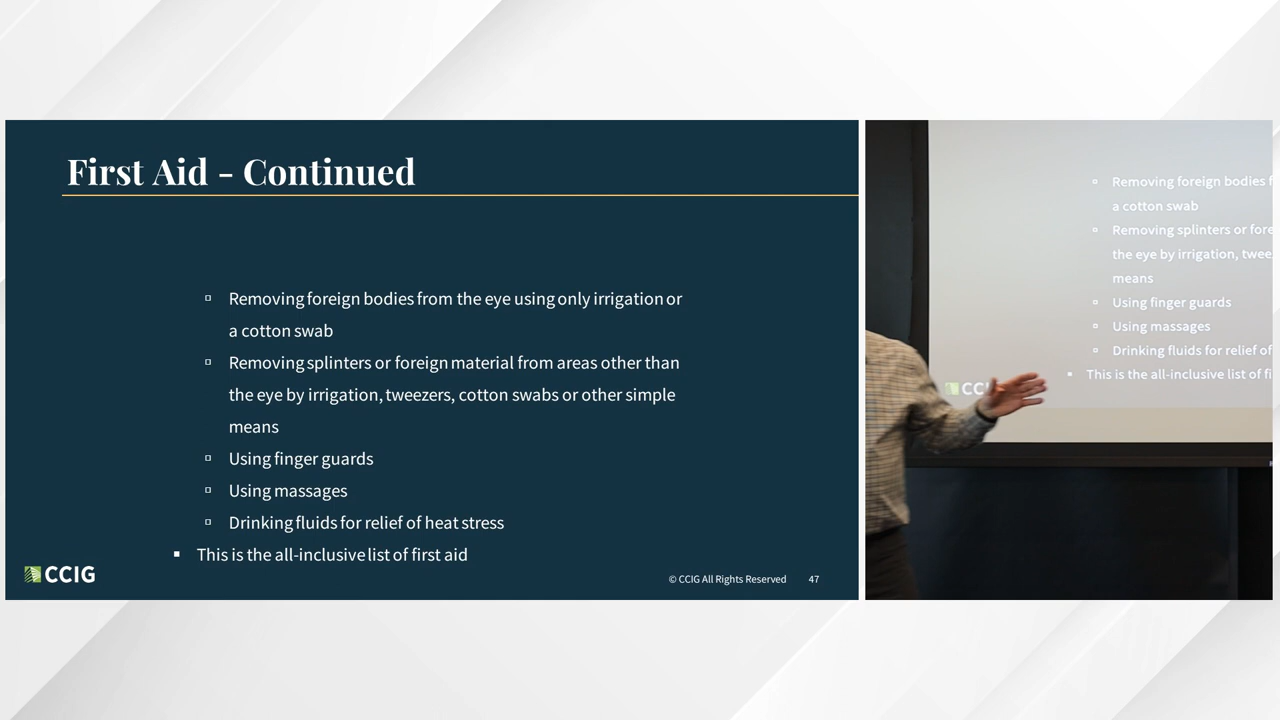 First Aid - Continued
Removing foreign bodies from the eye using only irrigation or
a cotton swab
Removing splinters or foreign material from areas other than
the eye by irrigation, tweezers, cotton swabs or other simple
means
Using finger guards
Using massages
Drinking fluids for relief of heat stress
This is the all-inclusive list of first aid
CCIG
© CCIG All Rights Reserved 47
Removing foreign bodies
a cotton swab
Removing splinters or
the eye by irrigation,
means
Using finger guards
Using massages
Drinking fluids for relief of
This is the all-inclusive list of